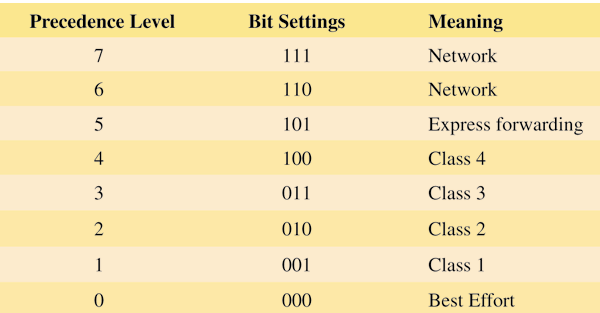 Precedence Level Bit Settings Meaning
7 111 Network
6 110 Network
5 101 Express forwarding
4 100 Class 4
3 011 Class 3
2 010 Class 2
1 001 Class 1
0 000 Best Effort